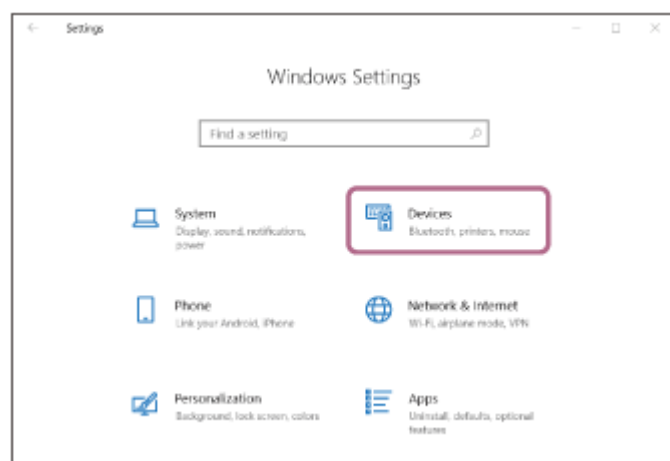 Settings
Windows Settings
Find a setting
System
Display, sound, notifications,
power
Devices
Bluetooth, printers, mouse
Phone
Link your Android, iPhone
Network & Internet
Wi-Fi, airplane mode, VPN
Personalization
Background, lock screen, colors
Apps
Uninstall, defaults, optional
features